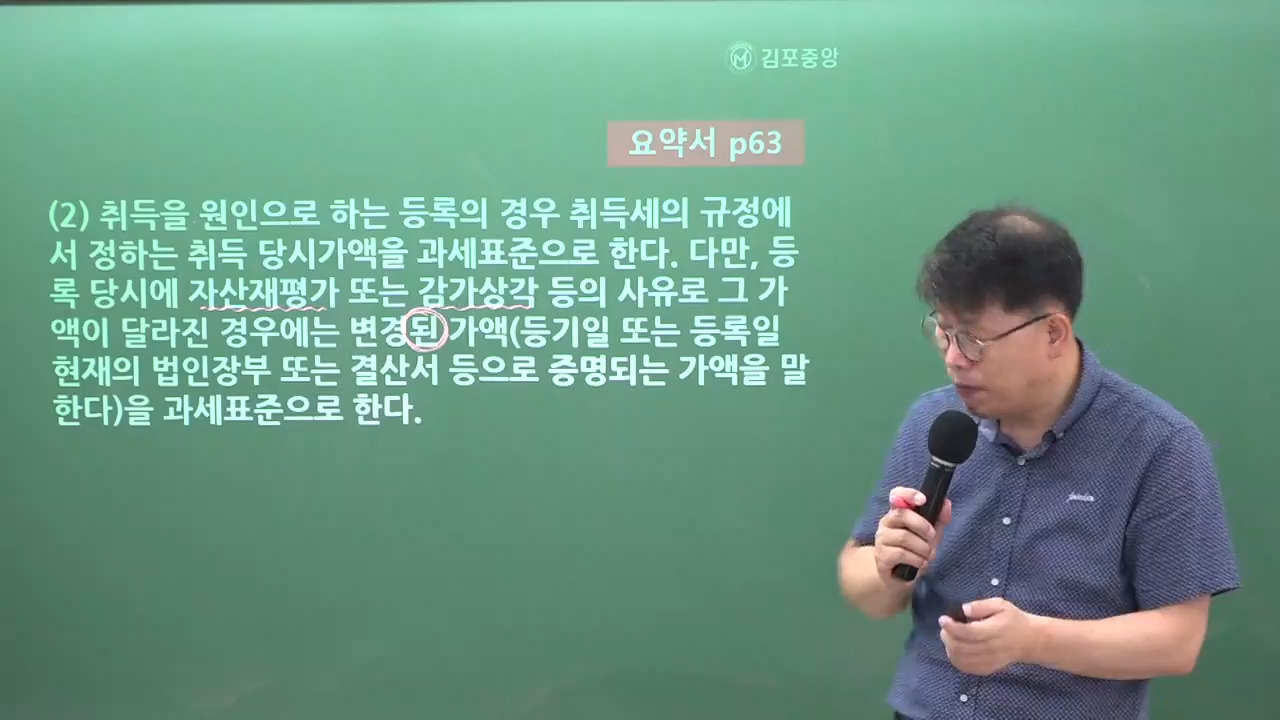 김포중앙
요약서 p63
(2) 취득을 원인으로 하는 등록의 경우 취득세의 규정에
서 정하는 취득 당시가액을 과세표준으로 한다. 다만, 등
록 당시에 자산재평가 또는 감가상각 등의 사유로 그 가
액이 달라진 경우에는 변경된 가액(등기일 또는 등록일
현재의 법인장부 또는 결산서 등으로 증명되는 가액을 말
한다)을 과세표준으로 한다.